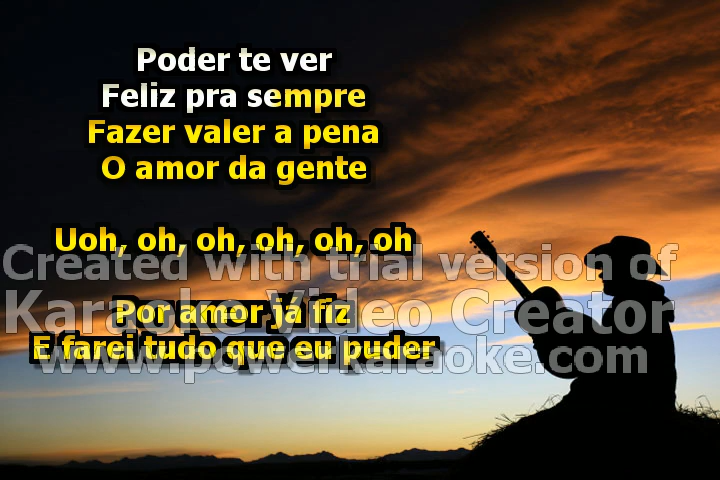 Poder te ver
Feliz pra sempre
Fazer valer a pena
O amor da gente
Uoh, oh, oh, oh, oh, oh
Created with trial version of
Por amor já fiz
Karaoke Video Creator
E farei tudo que eu puder
www.powerkaraoke.com